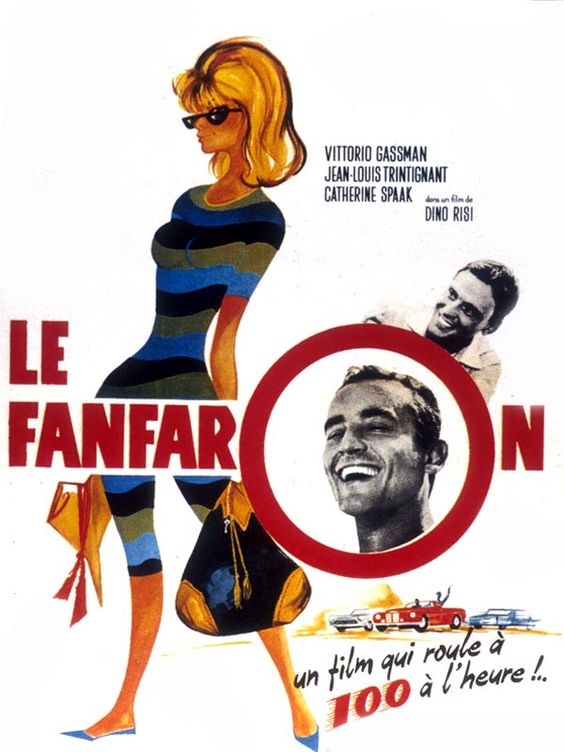 VITTORIO GASSMAN
JEAN-LOUIS TRINTIGNANT
CATHERINE SPAAK dans un film de
DINO RISI
LE
FANFARON
un film qui roule à
100 à l'heure !..